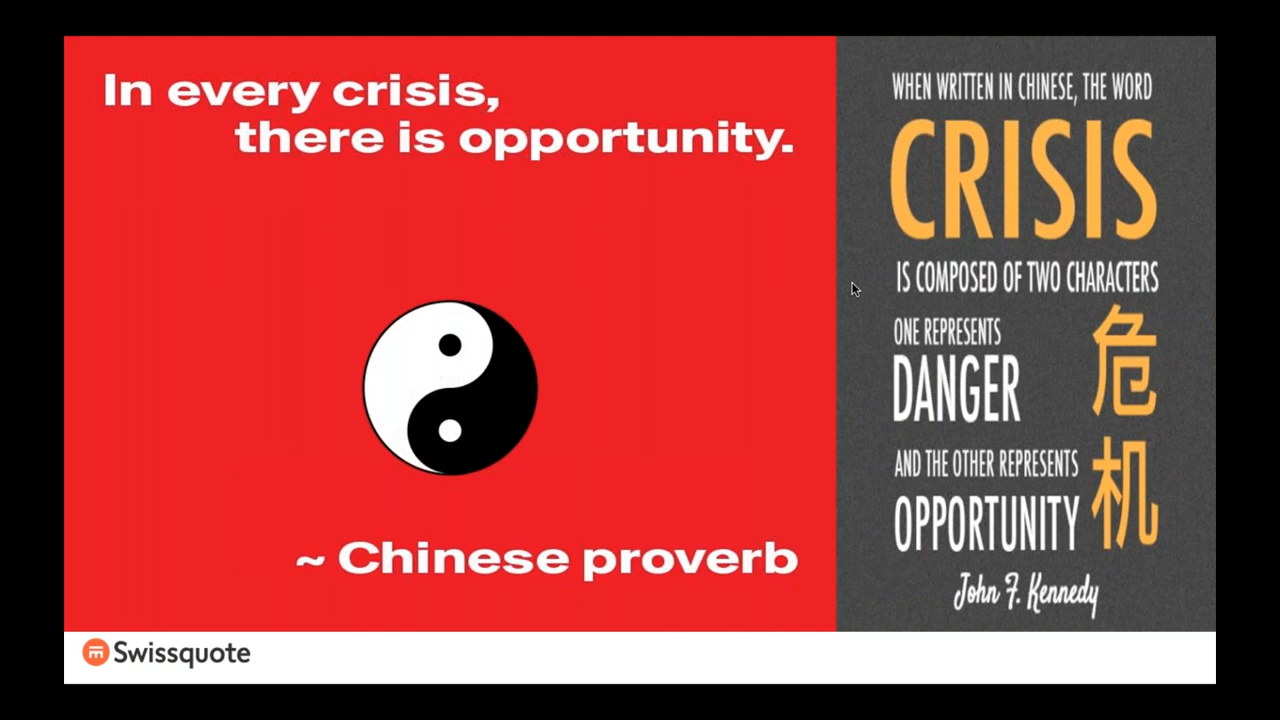 In every crisis,
there is opportunity.
~ Chinese proverb
WHEN WRITTEN IN CHINESE, THE WORD
CRISIS
IS COMPOSED OF TWO CHARACTERS
ONE REPRESENTS
DANGER
危
AND THE OTHER REPRESENTS
OPPORTUNITY
机
John F. Kennedy
Swissquote